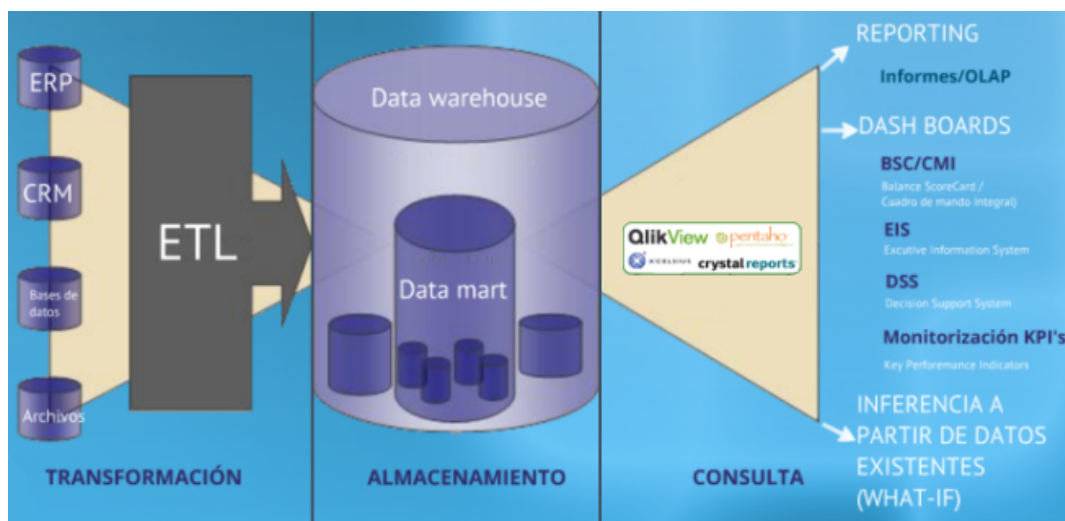 ERP
CRM
Bases de
datos
Archivos
ETL
TRANSFORMACIÓN
Data warehouse
Data mart
ALMACENAMIENTO
QlikView pentaho
XCELSIUS crystal reports
CONSULTA
REPORTING
Informes/OLAP
DASH BOARDS
BSC/CMI
Balance ScoreCard /
Cuadro de mando Integral)
EIS
Excutive Information System
DSS
Decision Support System
Monitorización KPI's
Key Performance Indicators
INFERENCIA A
PARTIR DE DATOS
EXISTENTES
(WHAT-IF)